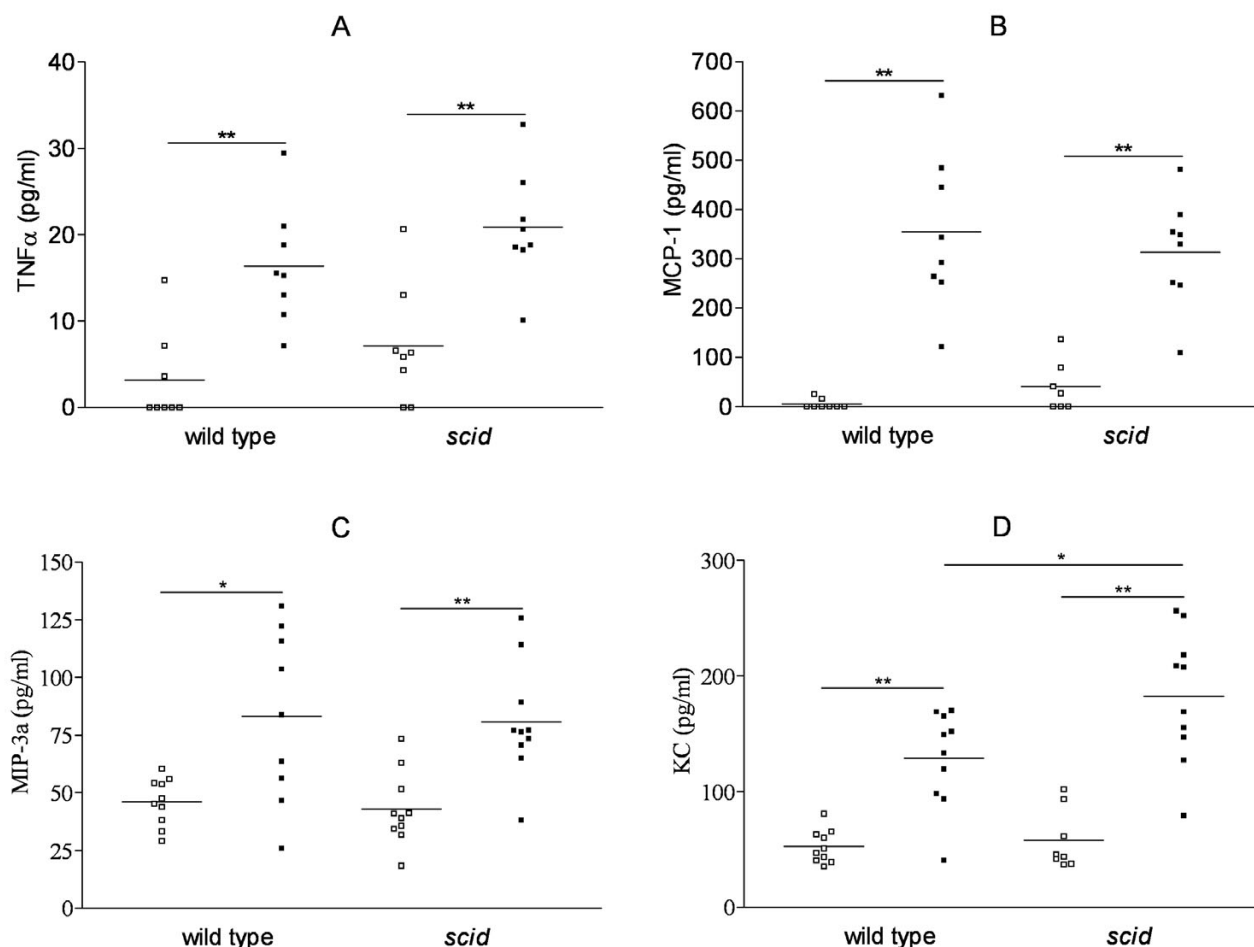 A
40
30
20
10
0
TNFα (pg/ml)
**
**
wild type
scid
B
700
600
500
400
300
200
100
0
MCP-1 (pg/ml)
**
**
wild type
scid
C
150
125
100
75
50
25
0
MIP-3a (pg/ml)
*
**
wild type
scid
D
300
200
100
0
KC (pg/ml)
*
**
**
wild type
scid